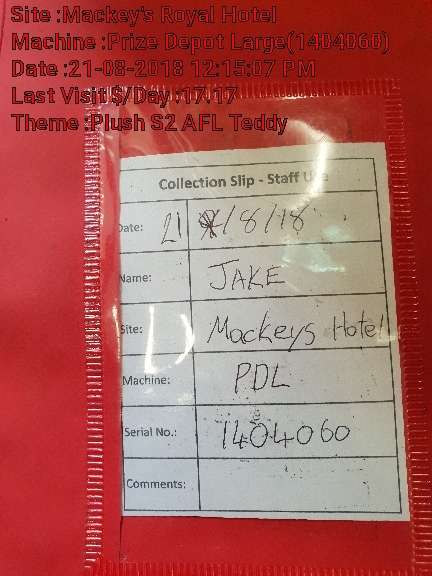 Site :Mackey's Royal Hotel
Machine :Prize Depot Large(1404060)
Date :21-08-2018 12:15:07 PM
Last Visit $/Day :17.17
Theme :Plush S2 AFL Teddy
Collection Slip - Staff Use
Date: 21 /8/18
Name: JAKE
Site: Mackeys Hotel
Machine: PDL
Serial No.: 1404060
Comments: